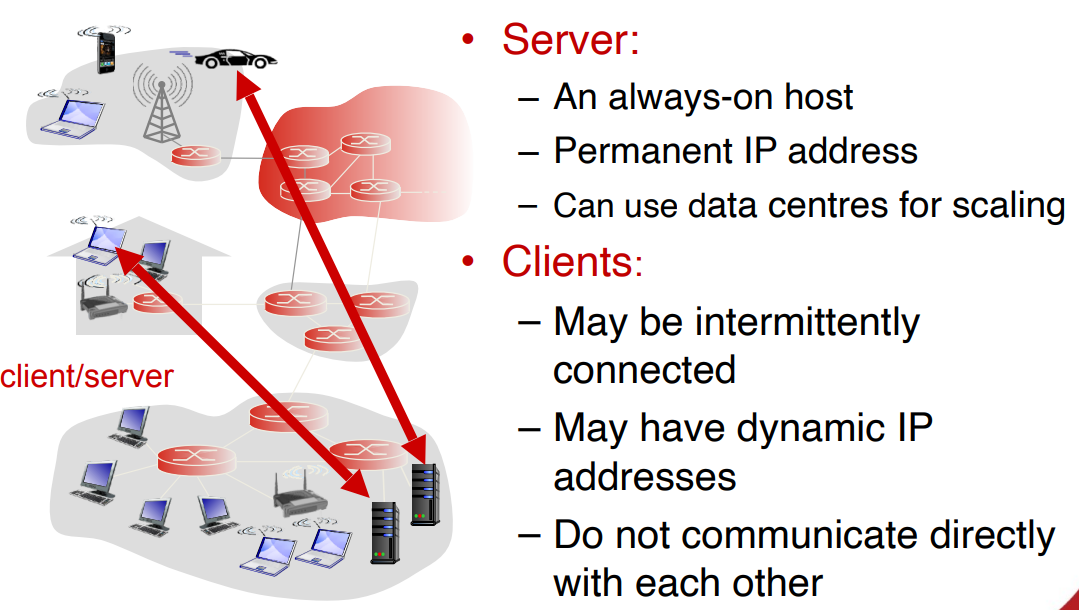 • Server:
– An always-on host
– Permanent IP address
– Can use data centres for scaling
• Clients:
– May be intermittently
connected
– May have dynamic IP
addresses
– Do not communicate directly
with each other
client/server